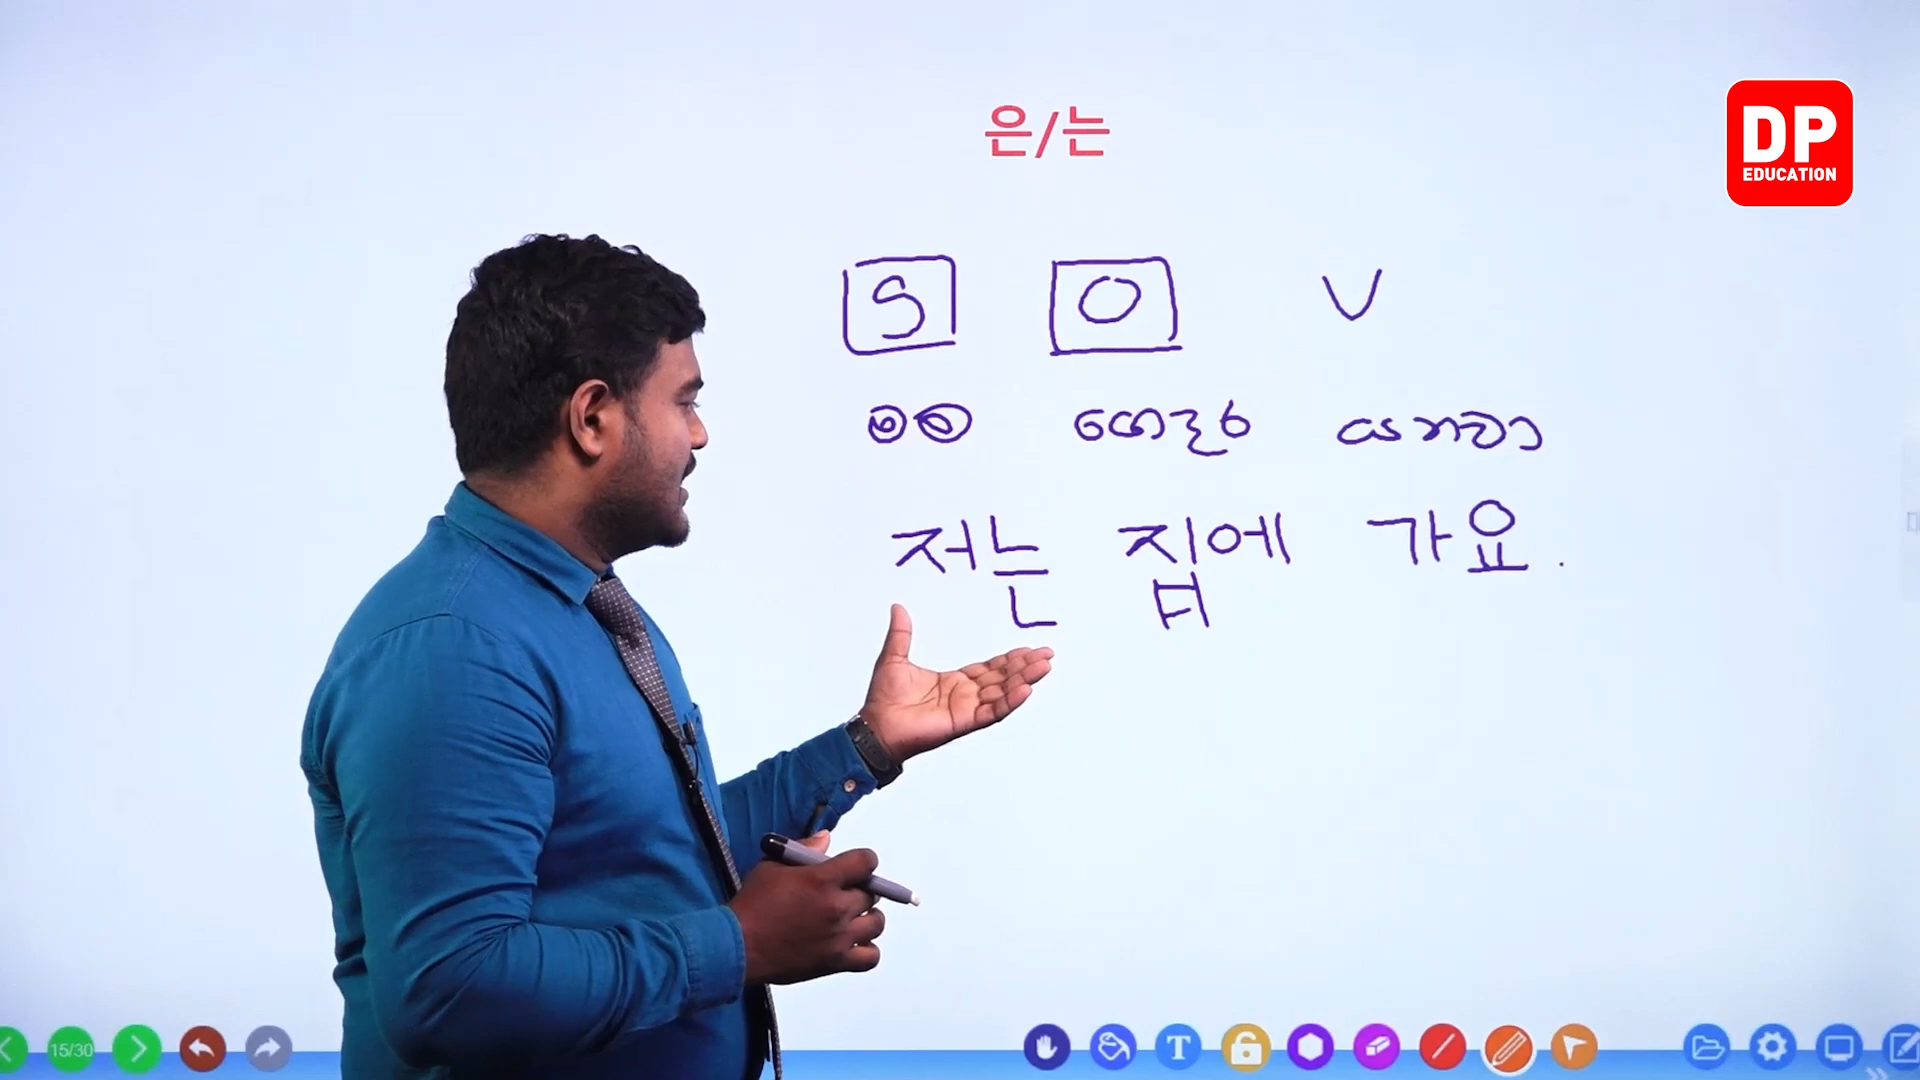 은/는
DP
EDUCATION
S O V
මම ගෙදර යනවා
저는 집에 가요.
15/30
T